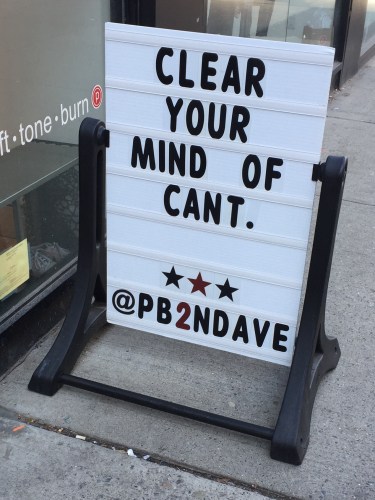 CLEAR
YOUR
MIND OF
CANT.
@PB2NDAVE
ft•tone•burn